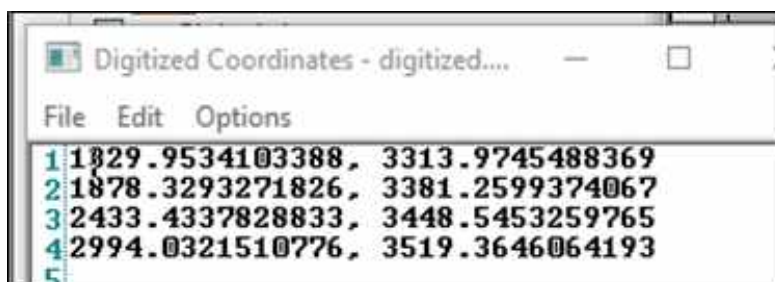 Digitized Coordinates - digitized....
File Edit Options
1 1329.9534103388, 3313.9745488369
2 1878.3293271826, 3381.2599374067
3 2433.4337828833, 3448.5453259765
4 2994.0321510776, 3519.3646064193
5